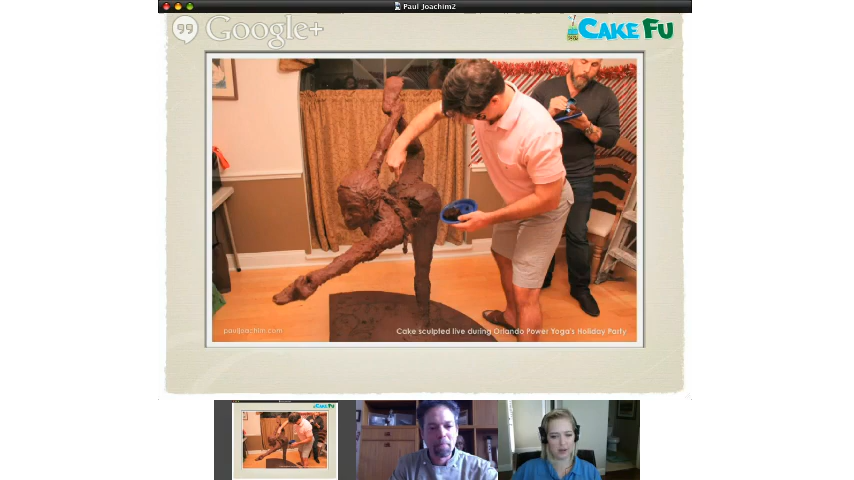 Paul Joachim2
Google+
CAKE FU
pauljoachim.com
Cake sculpted live during Orlando Power Yoga's Holiday Party
CAKE FU